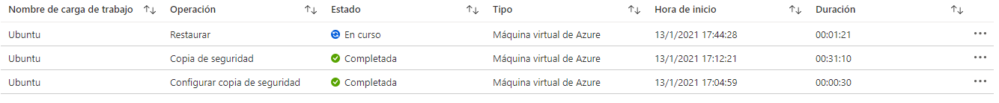 Nombre de carga de trabajo Operación Estado Tipo Hora de inicio Duración
Ubuntu Restaurar En curso Máquina virtual de Azure 13/1/2021 17:44:28 00:01:21
Ubuntu Copia de seguridad Completada Máquina virtual de Azure 13/1/2021 17:12:21 00:31:10
Ubuntu Configurar copia de seguridad Completada Máquina virtual de Azure 13/1/2021 17:04:59 00:00:30